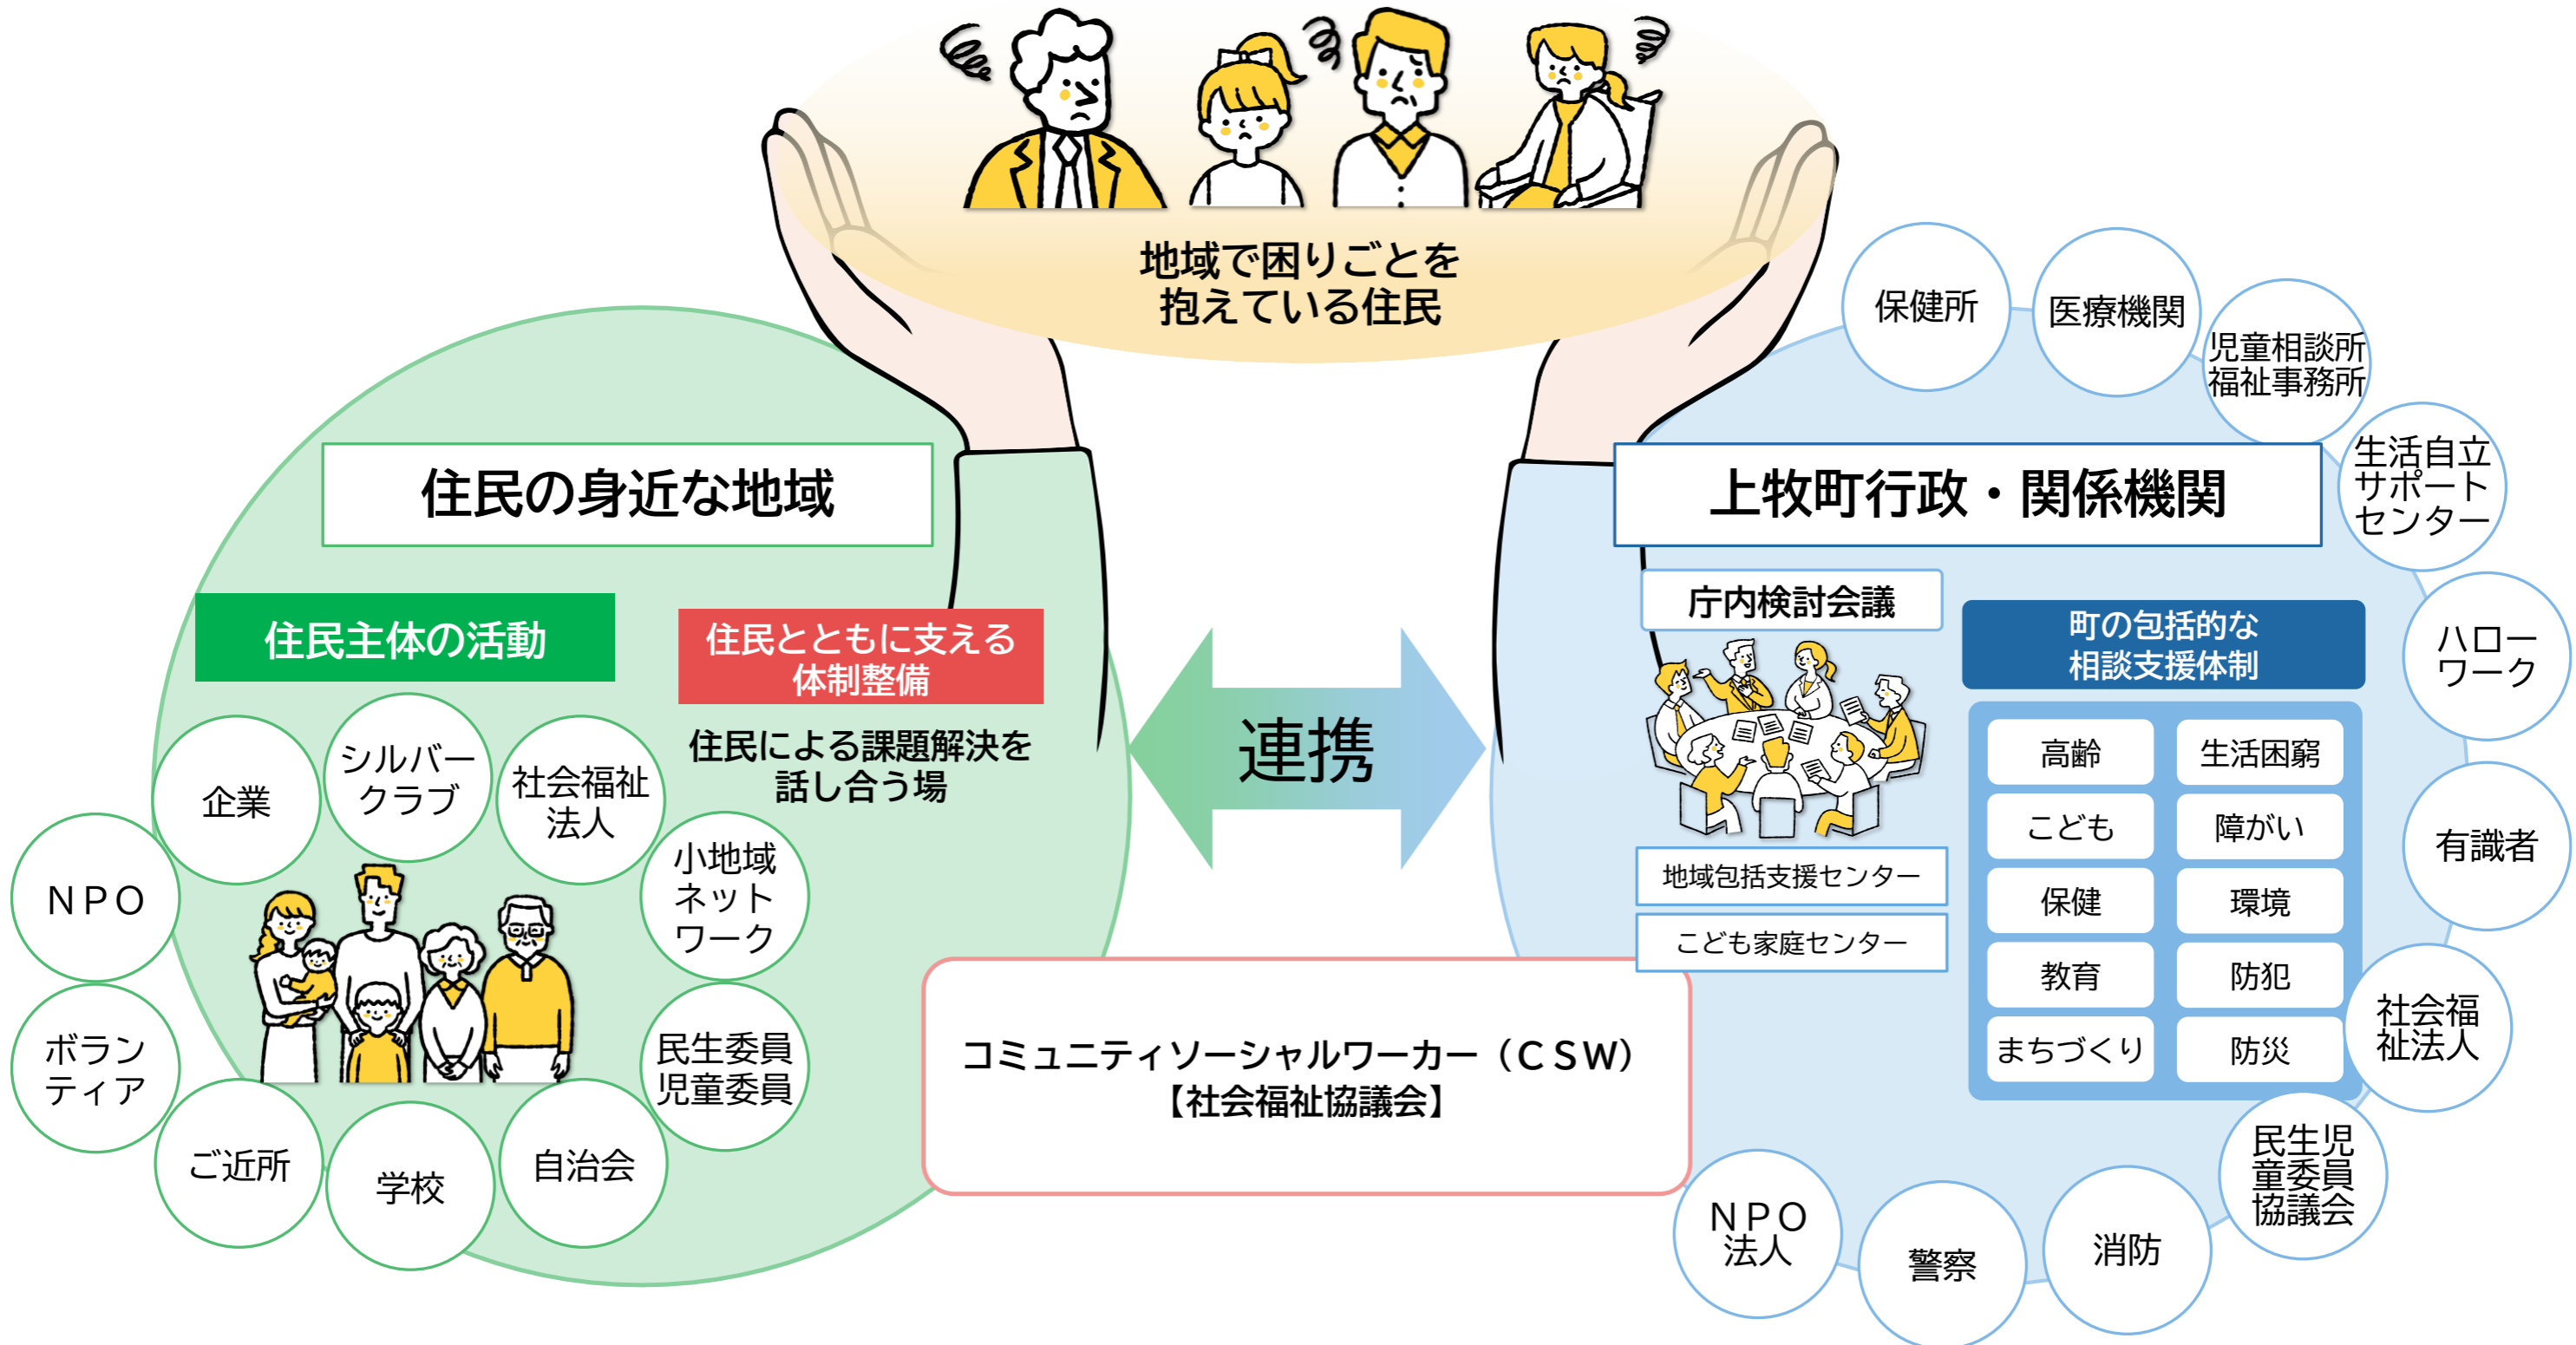 地域で困りごとを
抱えている住民
住民の身近な地域
住民主体の活動
住民とともに支える
体制整備
住民による課題解決を
話し合う場
企業
シルバー
クラブ
社会福祉
法人
小地域
ネット
ワーク
民生委員
児童委員
自治会
学校
ご近所
ボラン
ティア
ＮＰＯ
連携
コミュニティソーシャルワーカー（ＣＳＷ）
【社会福祉協議会】
上牧町行政・関係機関
庁内検討会議
地域包括支援センター
こども家庭センター
町の包括的な
相談支援体制
高齢
生活困窮
こども
障がい
保健
環境
教育
防犯
まちづくり
防災
保健所
医療機関
児童相談所
福祉事務所
生活自立
サポート
センター
ハロー
ワーク
有識者
社会福
祉法人
民生児
童委員
協議会
消防
警察
ＮＰＯ
法人